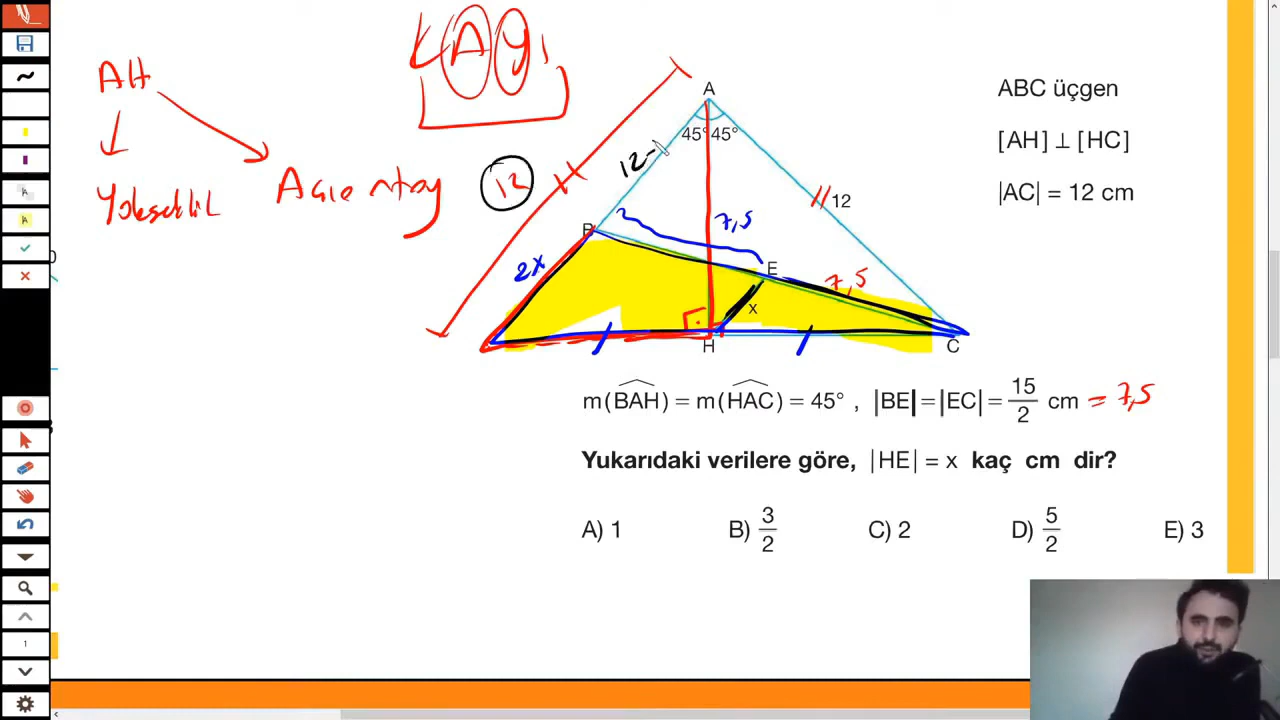 AH
Yükseklik
Açıortay
12
12-
A
45° 45°
ABC üçgen
[AH] ⊥ [HC]
|AC| = 12 cm
12
7,5
B
E
7,5
2x
x
H
C
m(BAH) = m(HAC) = 45° , |BE| = |EC| = 15/2 cm = 7,5
Yukarıdaki verilere göre, |HE| = x kaç cm dir?
A) 1 B) 3/2 C) 2 D) 5/2 E) 3
1